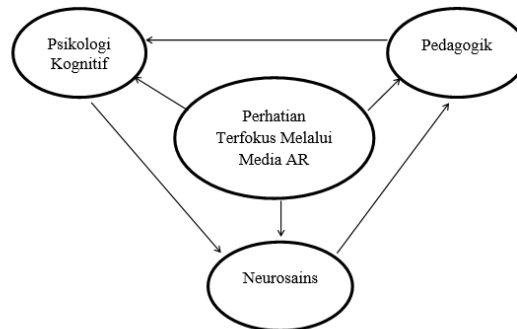 Psikologi
Kognitif
Pedagogik
Perhatian
Terfokus Melalui
Media AR
Neurosains